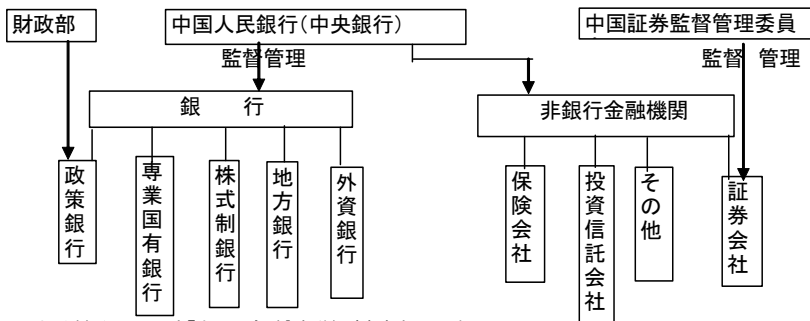 財政部
中国人民銀行(中央銀行)
中国証券監督管理委員
監督管理
監督 管理
銀 行
非銀行金融機関
政策銀行
専業国有銀行
株式制銀行
地方銀行
外資銀行
保険会社
投資信託会社
その他
証券会社